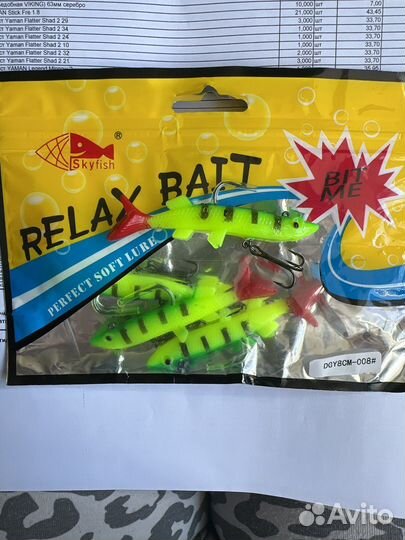 VIKING) 63мм серебро 10,000 шт 7,00
Stick Fre 1.8 21,000 шт 43,45
Yaman Flatter Shad 2 29 3,000 шт 33,70
Yaman Flatter Shad 2 34 1,000 шт 33,70
Yaman Flatter Shad 2 24 1,000 шт 33,70
Yaman Flatter Shad 2 10 1,000 шт 33,70
Yaman Flatter Shad 2 32 2,000 шт 33,70
Yaman Flatter Shad 2 21 3,000 шт 33,70
YAMAN
Skyfish ®
RELAX BAIT
BIT ME
PERFECT SOFT LURE
DGY8CM-008#
Avito